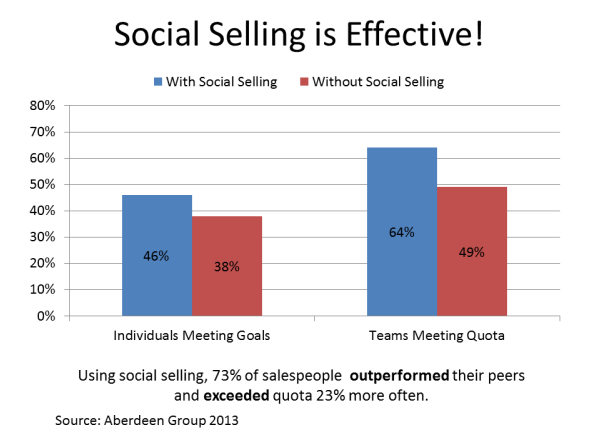 Social Selling is Effective!
With Social Selling Without Social Selling
80%
70%
60%
50%
40%
30%
20%
10%
0%
46%
38%
64%
49%
Individuals Meeting Goals Teams Meeting Quota
Using social selling, 73% of salespeople outperformed their peers
and exceeded quota 23% more often.
Source: Aberdeen Group 2013